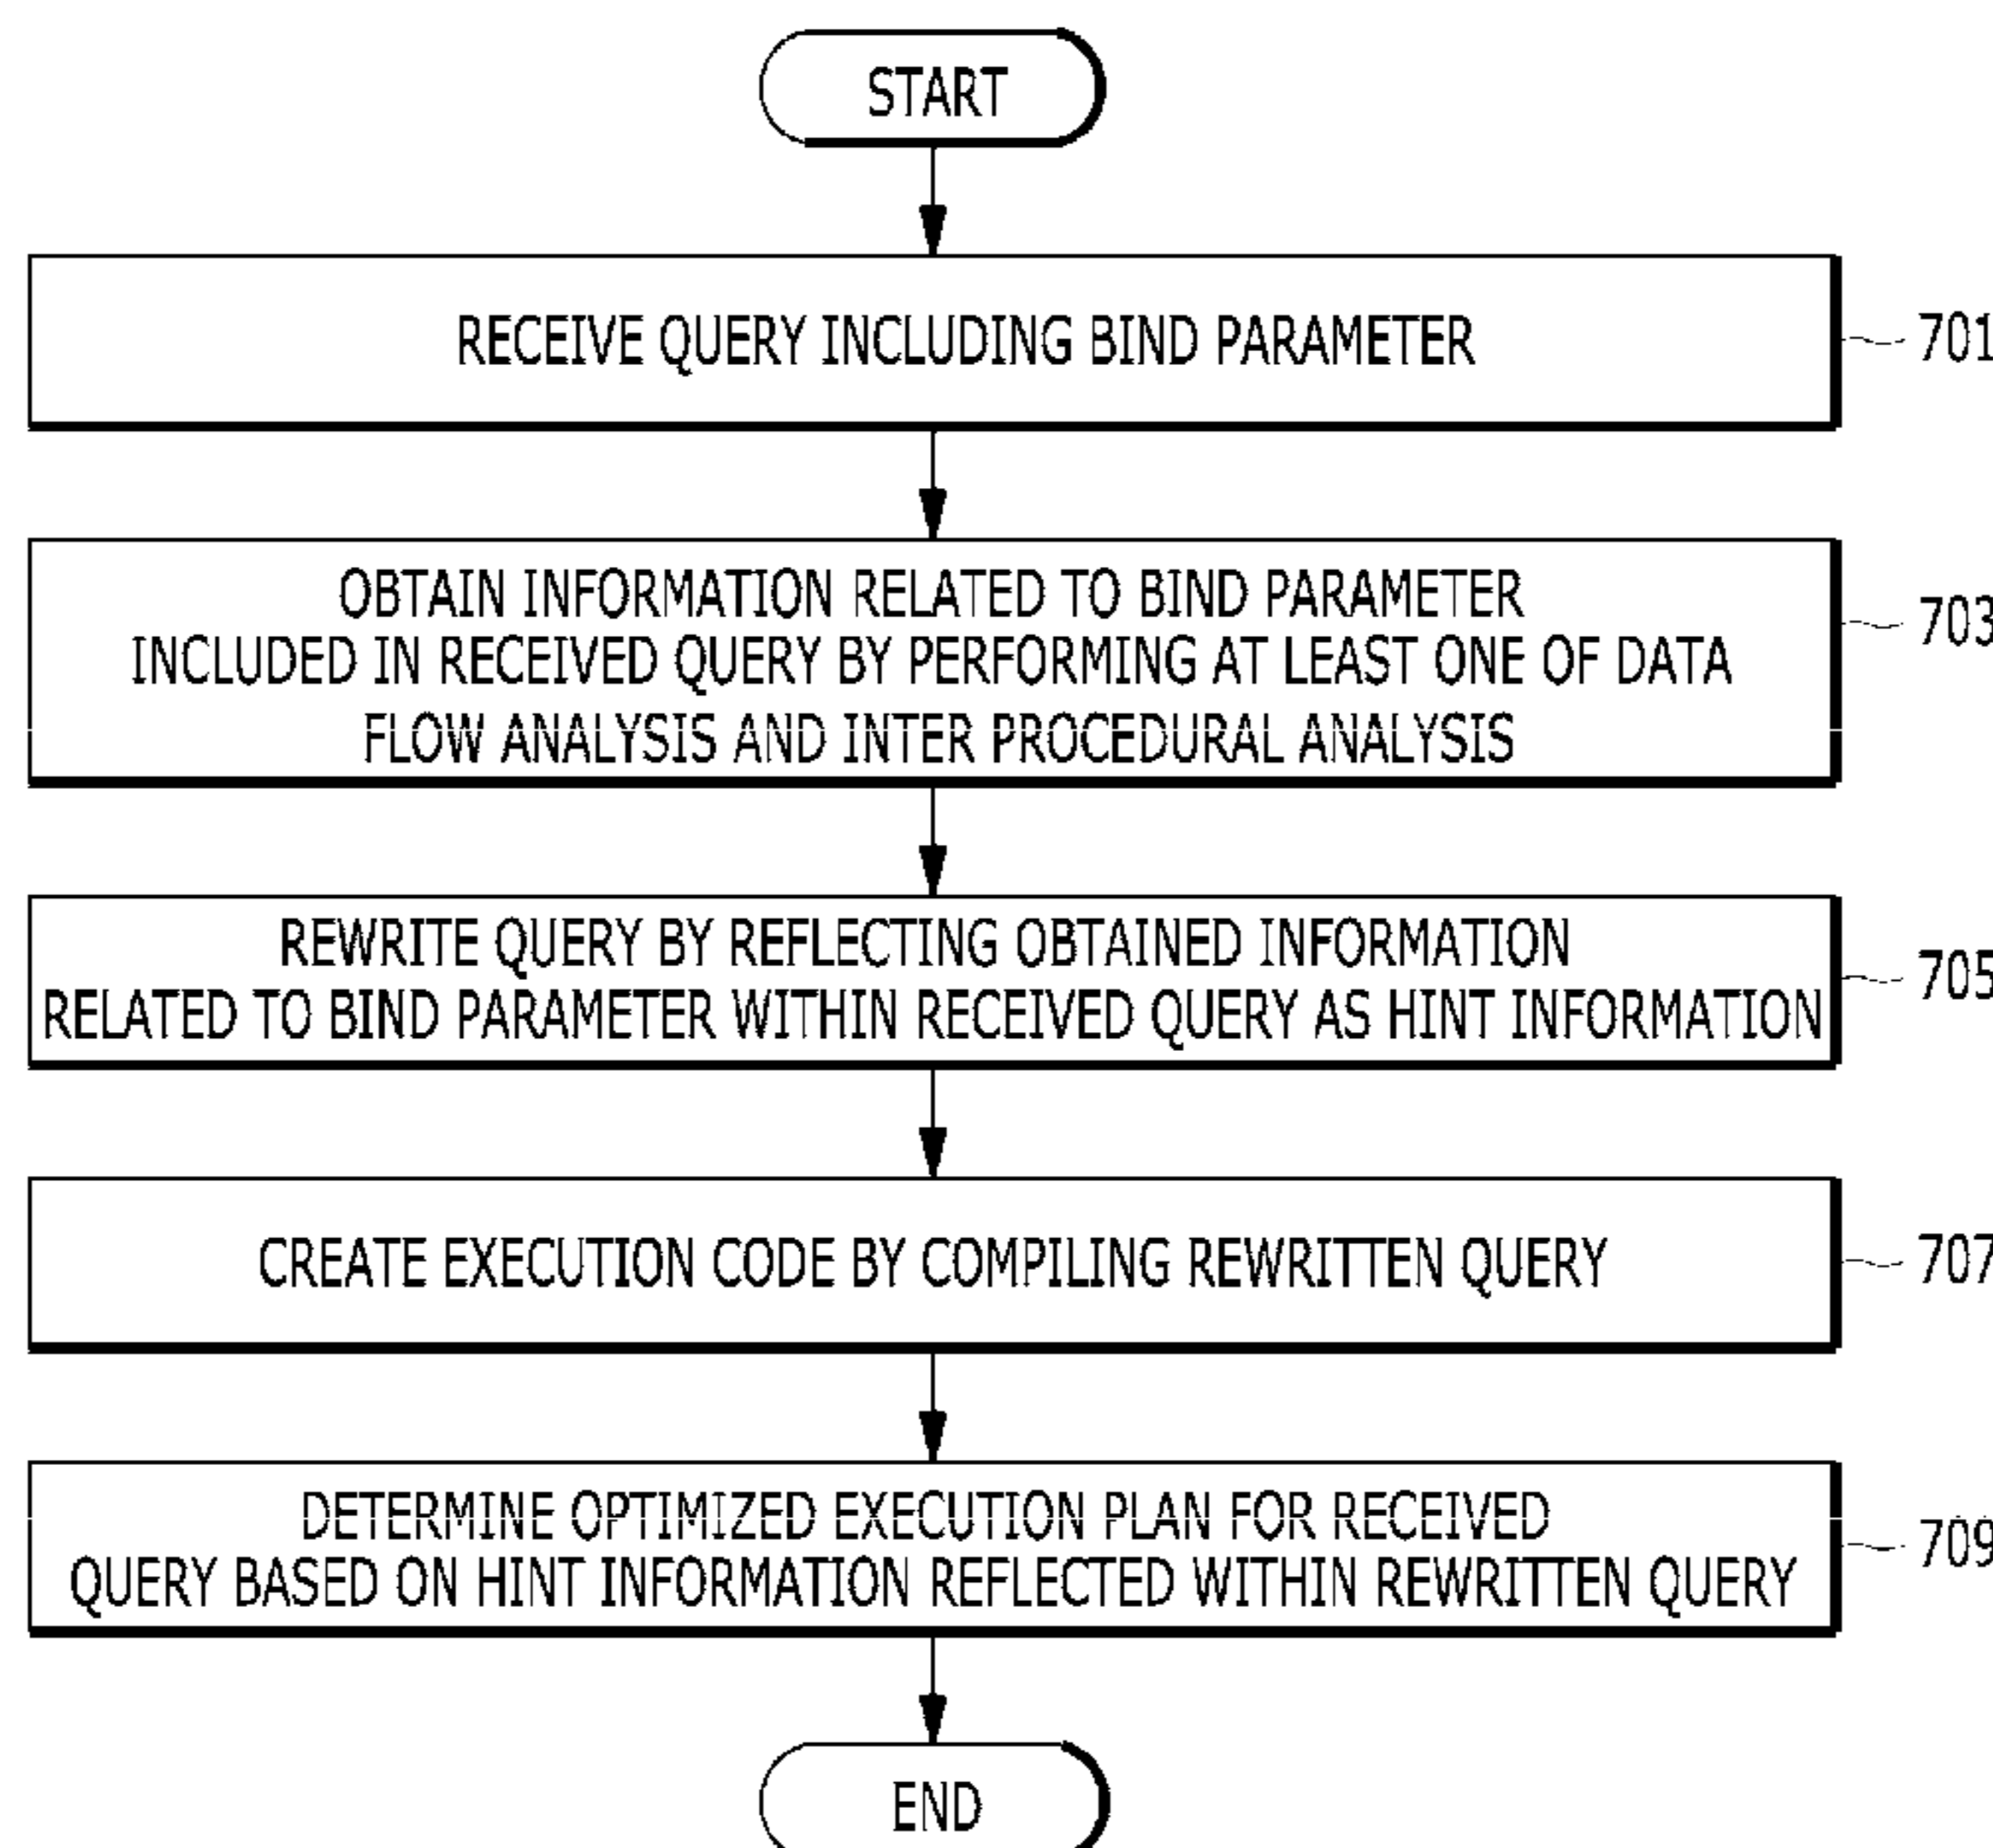 START
RECEIVE QUERY INCLUDING BIND PARAMETER
701
OBTAIN INFORMATION RELATED TO BIND PARAMETER
INCLUDED IN RECEIVED QUERY BY PERFORMING AT LEAST ONE OF DATA
FLOW ANALYSIS AND INTER PROCEDURAL ANALYSIS
703
REWRITE QUERY BY REFLECTING OBTAINED INFORMATION
RELATED TO BIND PARAMETER WITHIN RECEIVED QUERY AS HINT INFORMATION
705
CREATE EXECUTION CODE BY COMPILING REWRITTEN QUERY
707
DETERMINE OPTIMIZED EXECUTION PLAN FOR RECEIVED
QUERY BASED ON HINT INFORMATION REFLECTED WITHIN REWRITTEN QUERY
709
END